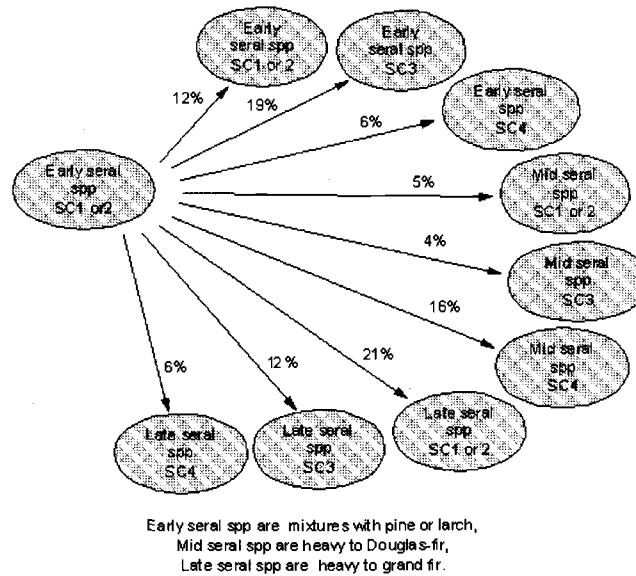 Early
seral spp
SC1 or 2
Early
seral spp
SC3
12%
19%
Early seral
spp
SC4
6%
Early seral
spp
SC1 or2
5%
Mid seral
spp
SC1 or 2
4%
Mid seral
spp
SC3
16%
Mid seral
spp
SC4
6%
12%
21%
Late seral
spp
SC4
Late seral
spp
SC3
Late seral
spp
SC1 or 2
Early seral spp are mixtures with pine or larch,
Mid seral spp are heavy to Douglas-fir,
Late seral spp are heavy to grand fir.